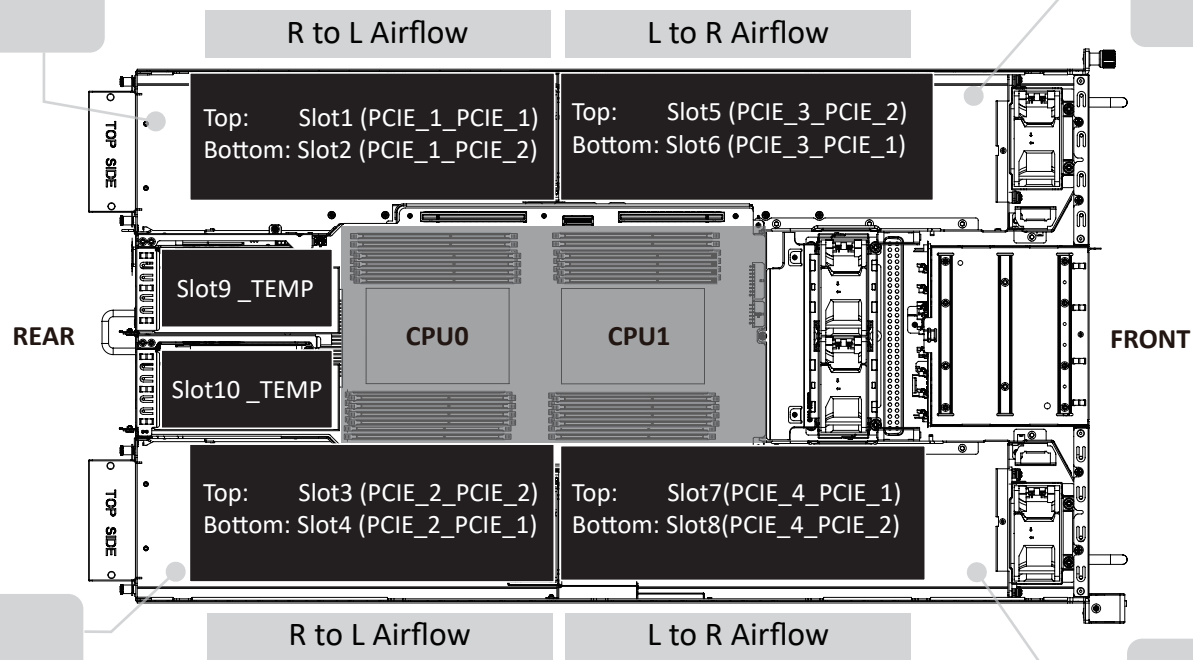 R to L Airflow
L to R Airflow
TOP SIDE
Top: Slot1 (PCIE_1_PCIE_1)
Bottom: Slot2 (PCIE_1_PCIE_2)
Top: Slot5 (PCIE_3_PCIE_2)
Bottom: Slot6 (PCIE_3_PCIE_1)
Slot9 _TEMP
REAR
CPU0
CPU1
FRONT
Slot10 _TEMP
TOP SIDE
Top: Slot3 (PCIE_2_PCIE_2)
Bottom: Slot4 (PCIE_2_PCIE_1)
Top: Slot7(PCIE_4_PCIE_1)
Bottom: Slot8(PCIE_4_PCIE_2)
R to L Airflow
L to R Airflow